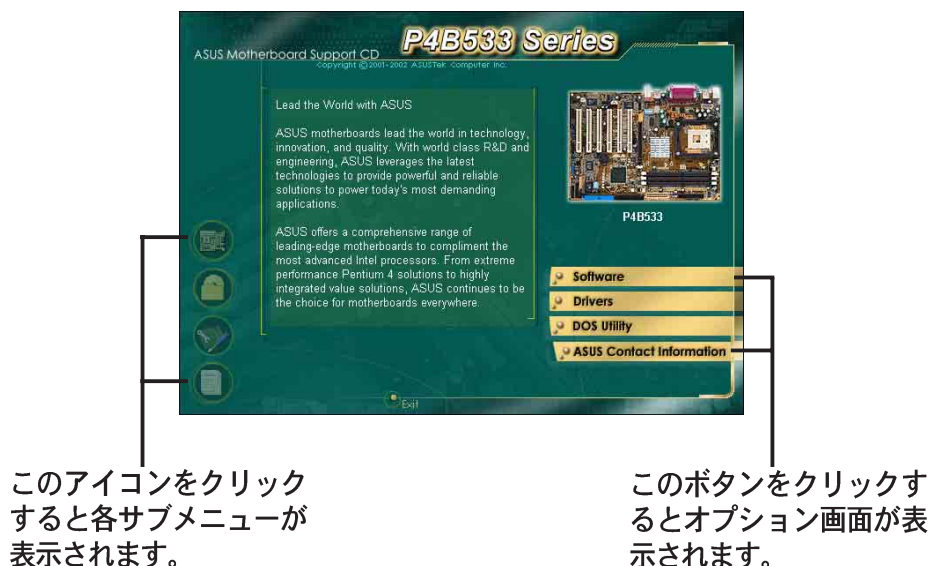 P4B533 Series
ASUS Motherboard Support CD
Copyright ©2001-2002 ASUSTek Computer Inc.
Lead the World with ASUS
ASUS motherboards lead the world in technology,
innovation, and quality. With world class R&D and
engineering, ASUS leverages the latest
technologies to provide powerful and reliable
solutions to power today's most demanding
applications.
ASUS offers a comprehensive range of
leading-edge motherboards to compliment the
most advanced Intel processors. From extreme
performance Pentium 4 solutions to highly
integrated value solutions, ASUS continues to be
the choice for motherboards everywhere.
P4B533
Software
Drivers
DOS Utility
ASUS Contact Information
Exit
このアイコンをクリック
すると各サブメニューが
表示されます。
このボタンをクリックす
るとオプション画面が表
示されます。